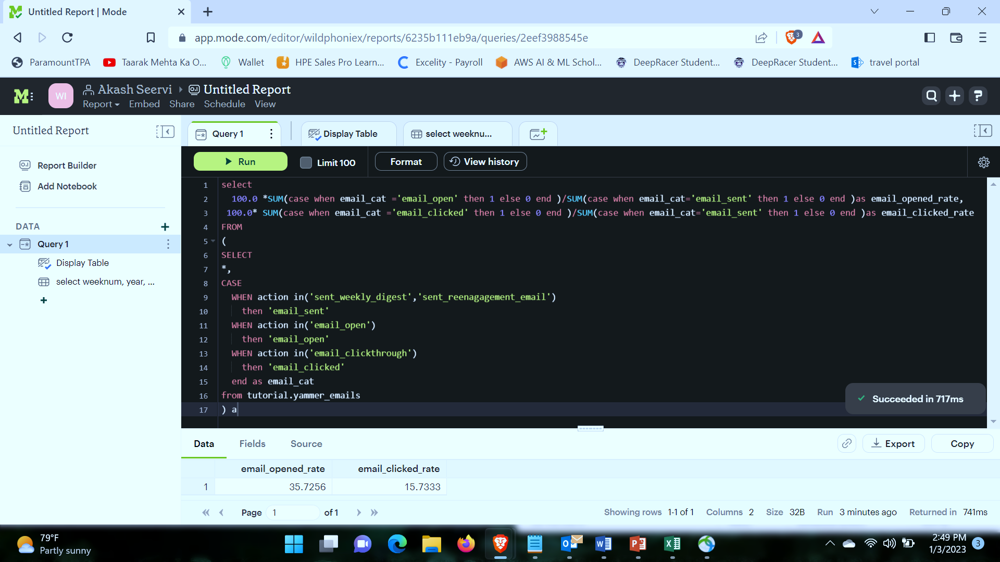 Untitled Report | Mode
app.mode.com/editor/wildphoniex/reports/6235b111eb9a/queries/2eef3988545e
3
ParamountTPA
Taarak Mehta Ka O...
Wallet
HPE Sales Pro Learn...
Excelity - Payroll
AWS AI & ML Schol...
DeepRacer Student...
DeepRacer Student...
travel portal
WI
Akash Seervi
Untitled Report
Report Embed Share Schedule View
Untitled Report
Query 1
Display Table
select weeknu...
Report Builder
Add Notebook
DATA
Query 1
Display Table
select weeknum, year, ...
Run
Limit 100
Format
View history
1 select
2 100.0 *SUM(case when email_cat ='email_open' then 1 else 0 end )/SUM(case when email_cat='email_sent' then 1 else 0 end )as email_opened_rate,
3 100.0* SUM(case when email_cat ='email_clicked' then 1 else 0 end )/SUM(case when email_cat='email_sent' then 1 else 0 end )as email_clicked_rate
4 FROM
5 (
6 SELECT
7 *,
8 CASE
9 WHEN action in('sent_weekly_digest','sent_reenagagement_email')
10 then 'email_sent'
11 WHEN action in('email_open')
12 then 'email_open'
13 WHEN action in('email_clickthrough')
14 then 'email_clicked'
15 end as email_cat
16 from tutorial.yammer_emails
17 ) a
Succeeded in 717ms
Data Fields Source
Export
Copy
email_opened_rate email_clicked_rate
1 35.7256 15.7333
Page 1 of 1
Showing rows 1-1 of 1 Columns 2 Size 32B Run 3 minutes ago Returned in 741ms
79°F
Partly sunny
2:49 PM
1/3/2023
3